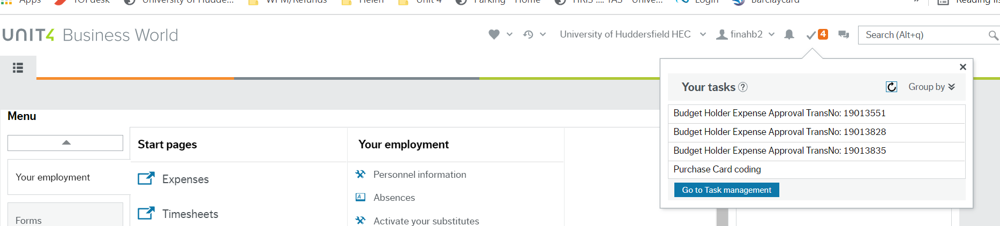 Apps TOPdesk University of Hudde... WPM/Refunds Helen Unit 4 Parking - Home HRIS :... TAS - Unive... Login Barclaycard » Reading lis
UNIT4 Business World
University of Huddersfield HEC finahb2 4 Search (Alt+q)
Your tasks ? Group by
Budget Holder Expense Approval TransNo: 19013551
Budget Holder Expense Approval TransNo: 19013828
Budget Holder Expense Approval TransNo: 19013835
Purchase Card coding
Go to Task management
Menu
Your employment
Forms
Start pages
Expenses
Timesheets
Your employment
Personnel information
Absences
Activate your substitutes